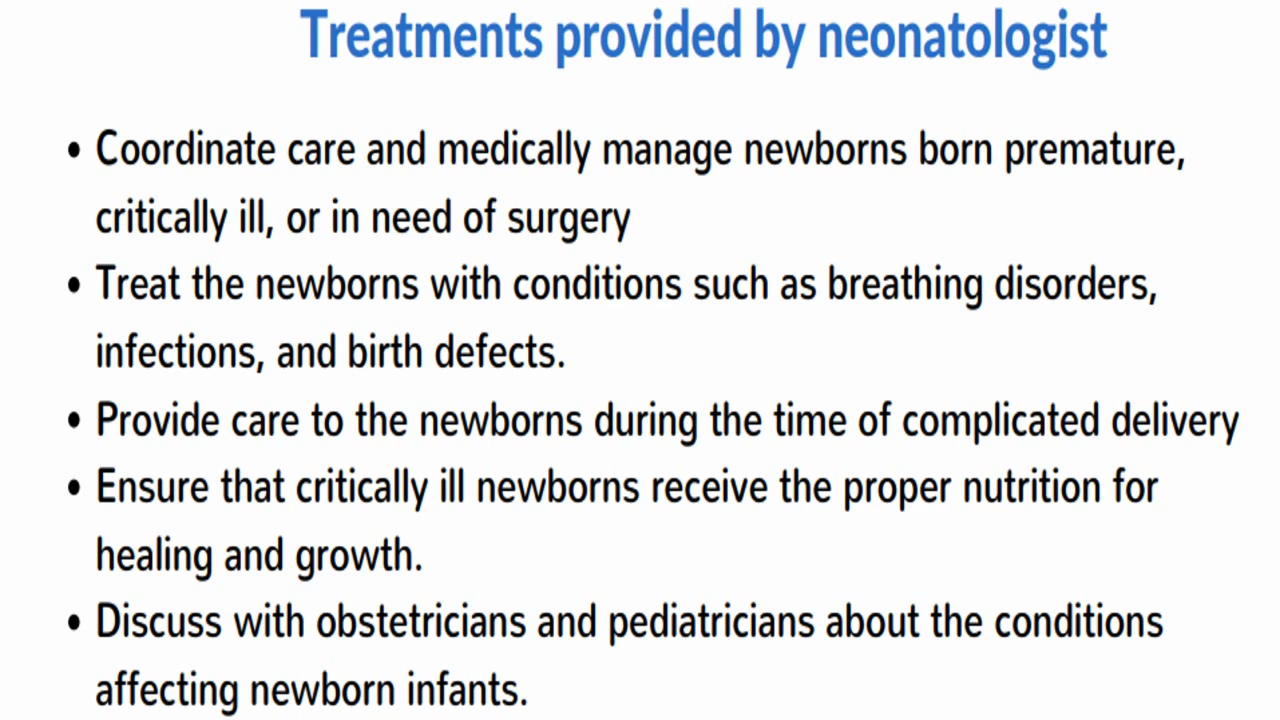 Treatments provided by neonatologist
• Coordinate care and medically manage newborns born premature,
critically ill, or in need of surgery
• Treat the newborns with conditions such as breathing disorders,
infections, and birth defects.
• Provide care to the newborns during the time of complicated delivery
• Ensure that critically ill newborns receive the proper nutrition for
healing and growth.
• Discuss with obstetricians and pediatricians about the conditions
affecting newborn infants.